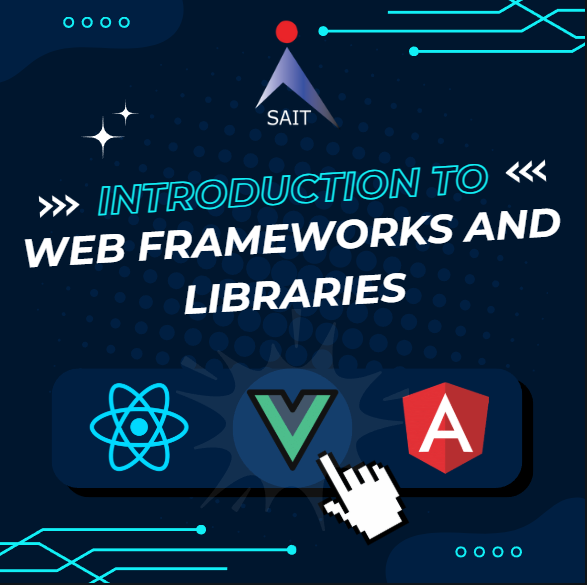 SAIT
INTRODUCTION TO
WEB FRAMEWORKS AND
LIBRARIES
A